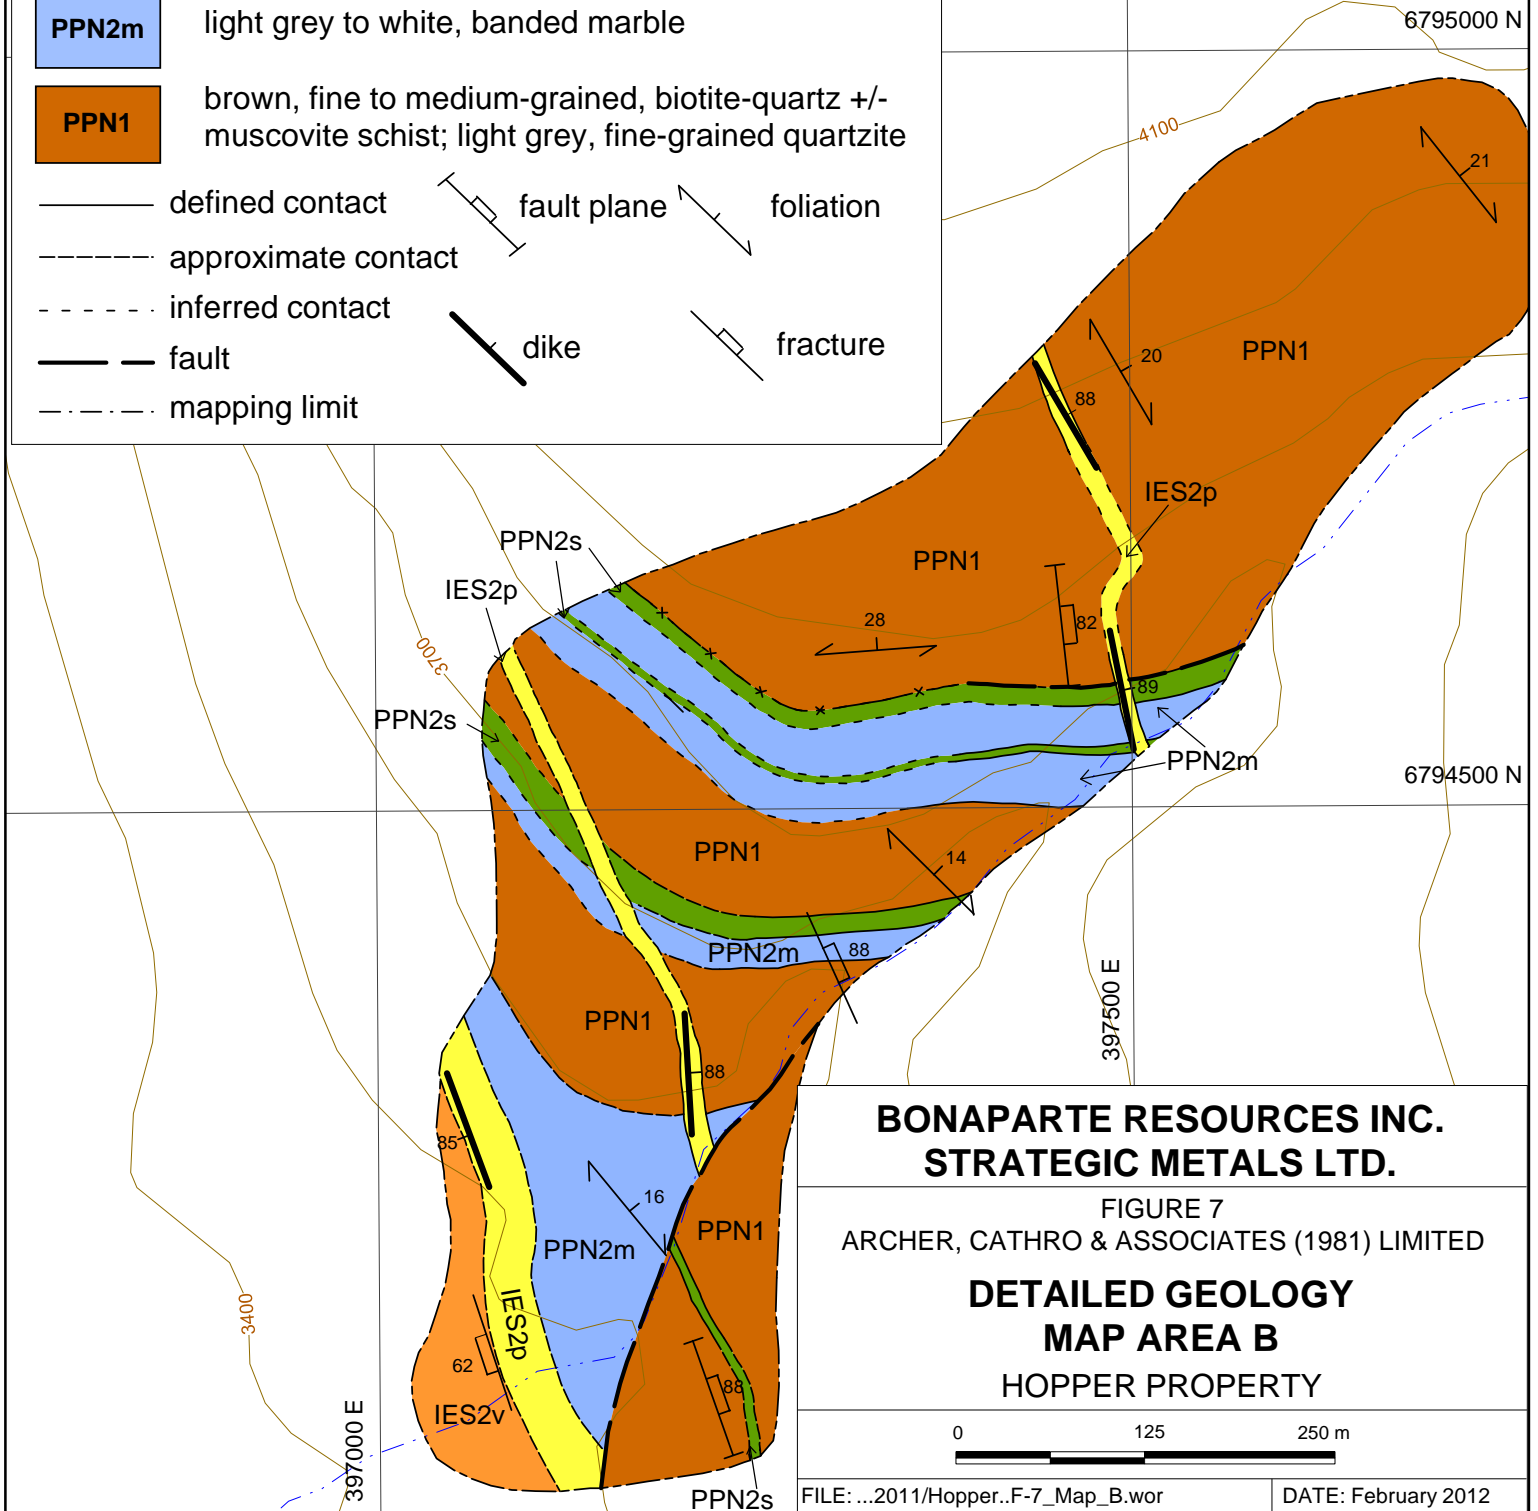 PPN2m
light grey to white, banded marble
PPN1
brown, fine to medium-grained, biotite-quartz +/-
muscovite schist; light grey, fine-grained quartzite
defined contact
fault plane
foliation
approximate contact
inferred contact
dike
fracture
fault
mapping limit
6795000 N
4100
21
20
PPN1
88
IES2p
PPN2s
PPN1
IES2p
3700
28
82
89
PPN2s
PPN2m
6794500 N
PPN1
14
PPN2m
88
PPN1
397500 E
88
85
16
PPN1
PPN2m
IES2p
3400
62
88
IES2v
397000 E
PPN2s
BONAPARTE RESOURCES INC.
STRATEGIC METALS LTD.
FIGURE 7
ARCHER, CATHRO & ASSOCIATES (1981) LIMITED
DETAILED GEOLOGY
MAP AREA B
HOPPER PROPERTY
0 125 250 m
FILE: ...2011/Hopper..F-7_Map_B.wor
DATE: February 2012